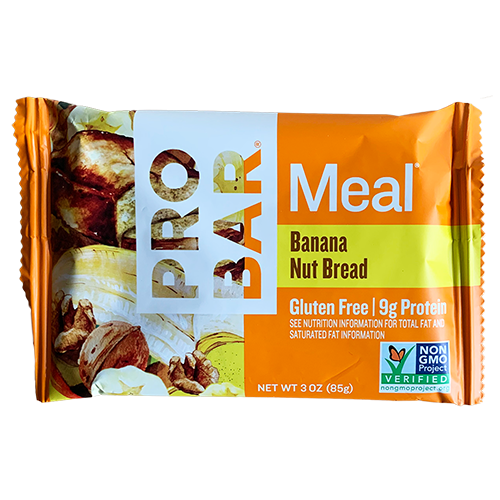 PRO
BAR®
Meal®
Banana
Nut Bread
Gluten Free | 9g Protein
SEE NUTRITION INFORMATION FOR TOTAL FAT AND
SATURATED FAT INFORMATION
NET WT 3 OZ (85g)
NON
GMO
Project
VERIFIED
nongmoproject.org